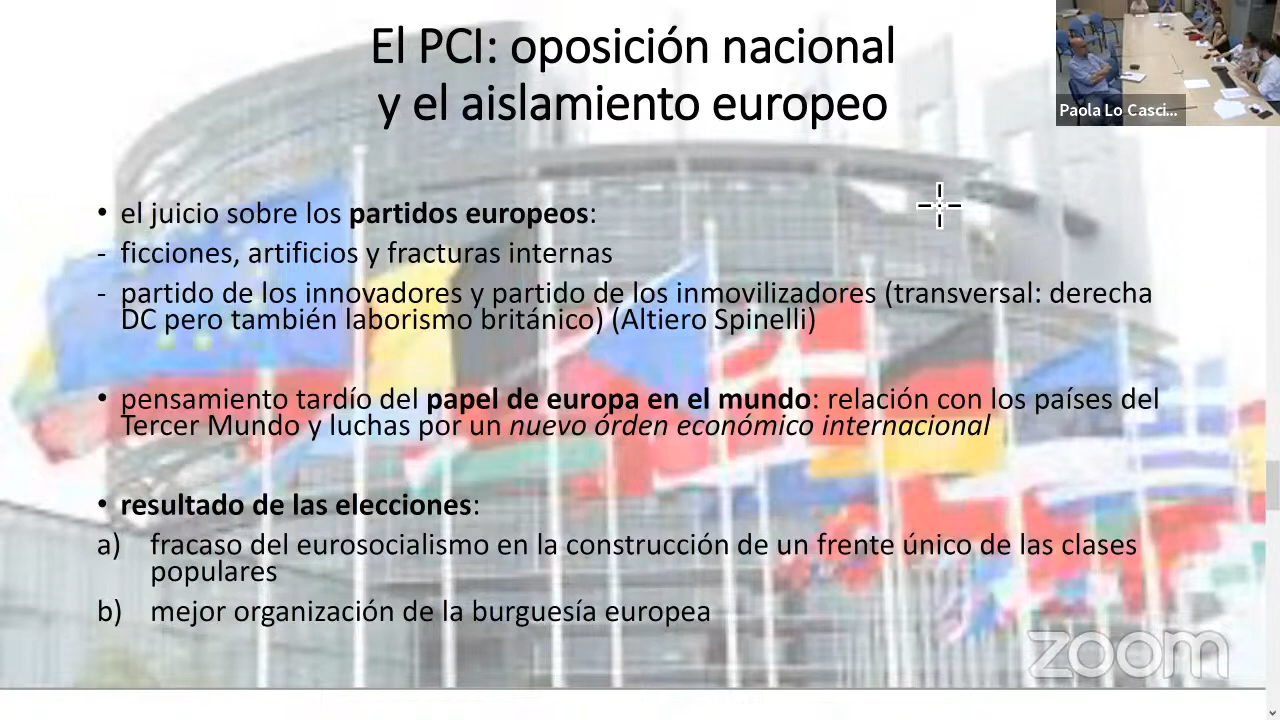 El PCI: oposición nacional
y el aislamiento europeo
Paola Lo Casci...
• el juicio sobre los partidos europeos:
- ficciones, artificios y fracturas internas
- partido de los innovadores y partido de los inmovilizadores (transversal: derecha
DC pero también laborismo británico) (Altiero Spinelli)
• pensamiento tardío del papel de europa en el mundo: relación con los países del
Tercer Mundo y luchas por un nuevo órden económico internacional
• resultado de las elecciones:
a) fracaso del eurosocialismo en la construcción de un frente único de las clases
populares
b) mejor organización de la burguesía europea
zoom